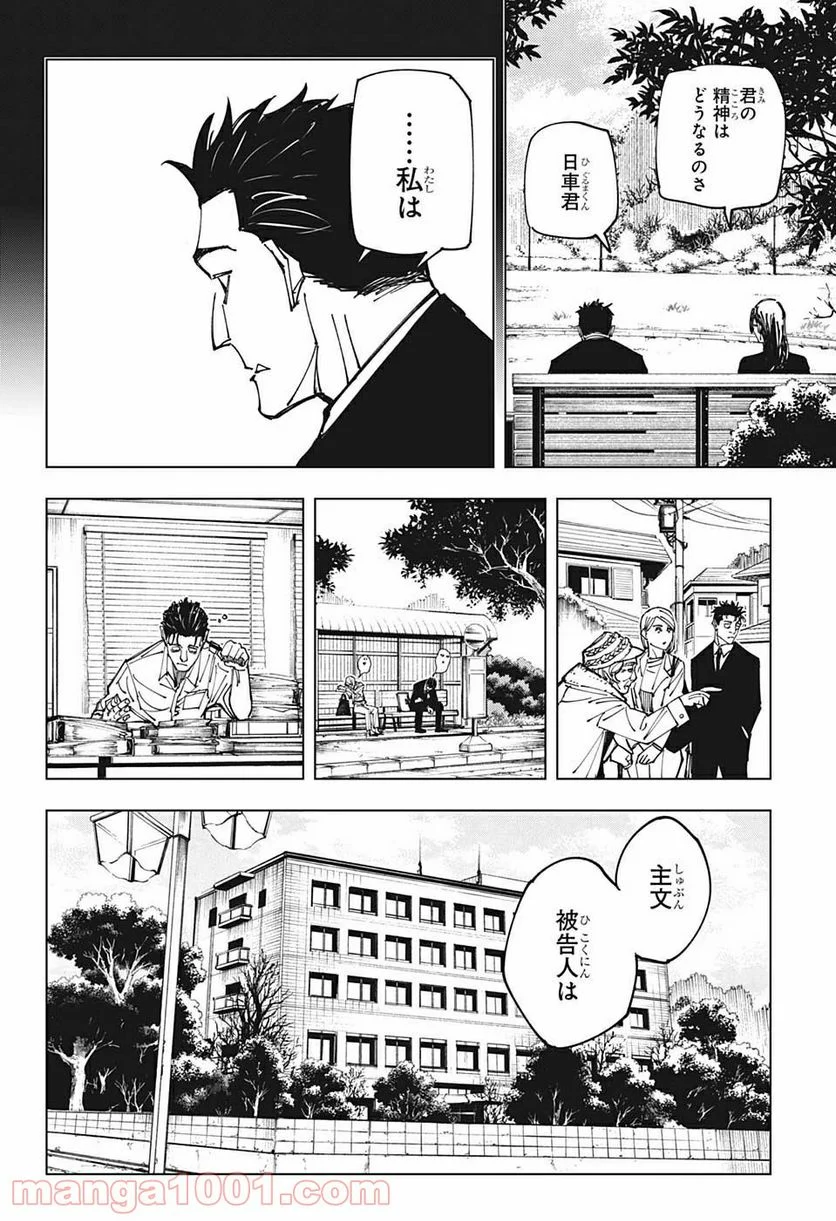 君の
精神は
どうなるのさ
日車君
……私は
主文
被告人は
manga1001.com